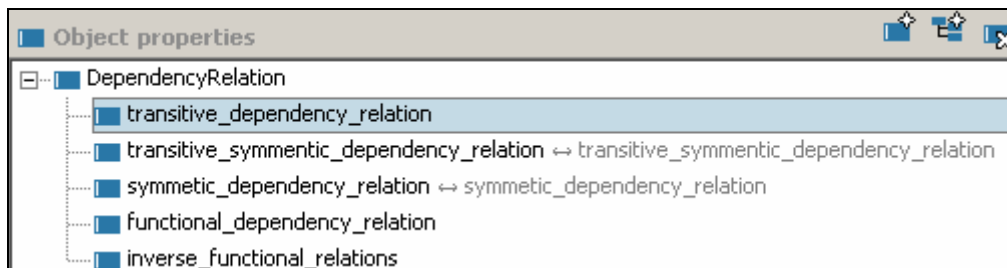 Object properties
DependencyRelation
transitive_dependency_relation
transitive_symmentic_dependency_relation ↔ transitive_symmentic_dependency_relation
symmetic_dependency_relation ↔ symmetic_dependency_relation
functional_dependency_relation
inverse_functional_relations